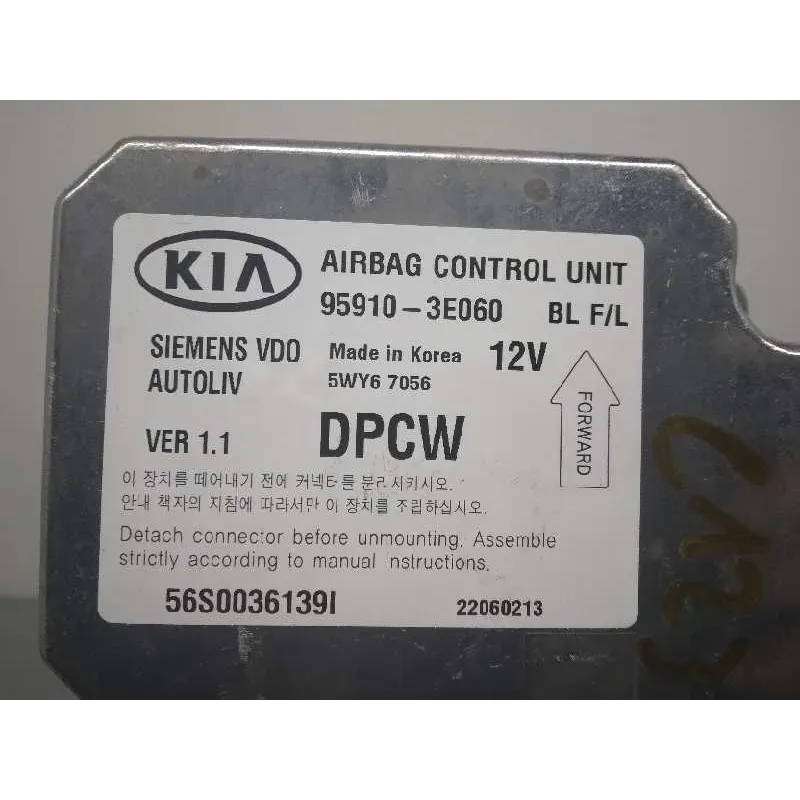 KIA AIRBAG CONTROL UNIT
95910-3E060 BL F/L
SIEMENS VDO Made in Korea 12V
AUTOLIV 5WY6 7056
FORWARD
VER 1.1 DPCW
이 장치를 떼어내기 전에 커넥터를 분리시키시오.
안내 책자의 지침에 따라서만 이 장치를 조립하십시오.
Detach connector before unmounting. Assemble
strictly according to manual nstructions.
56S0036139I 22060213
C123